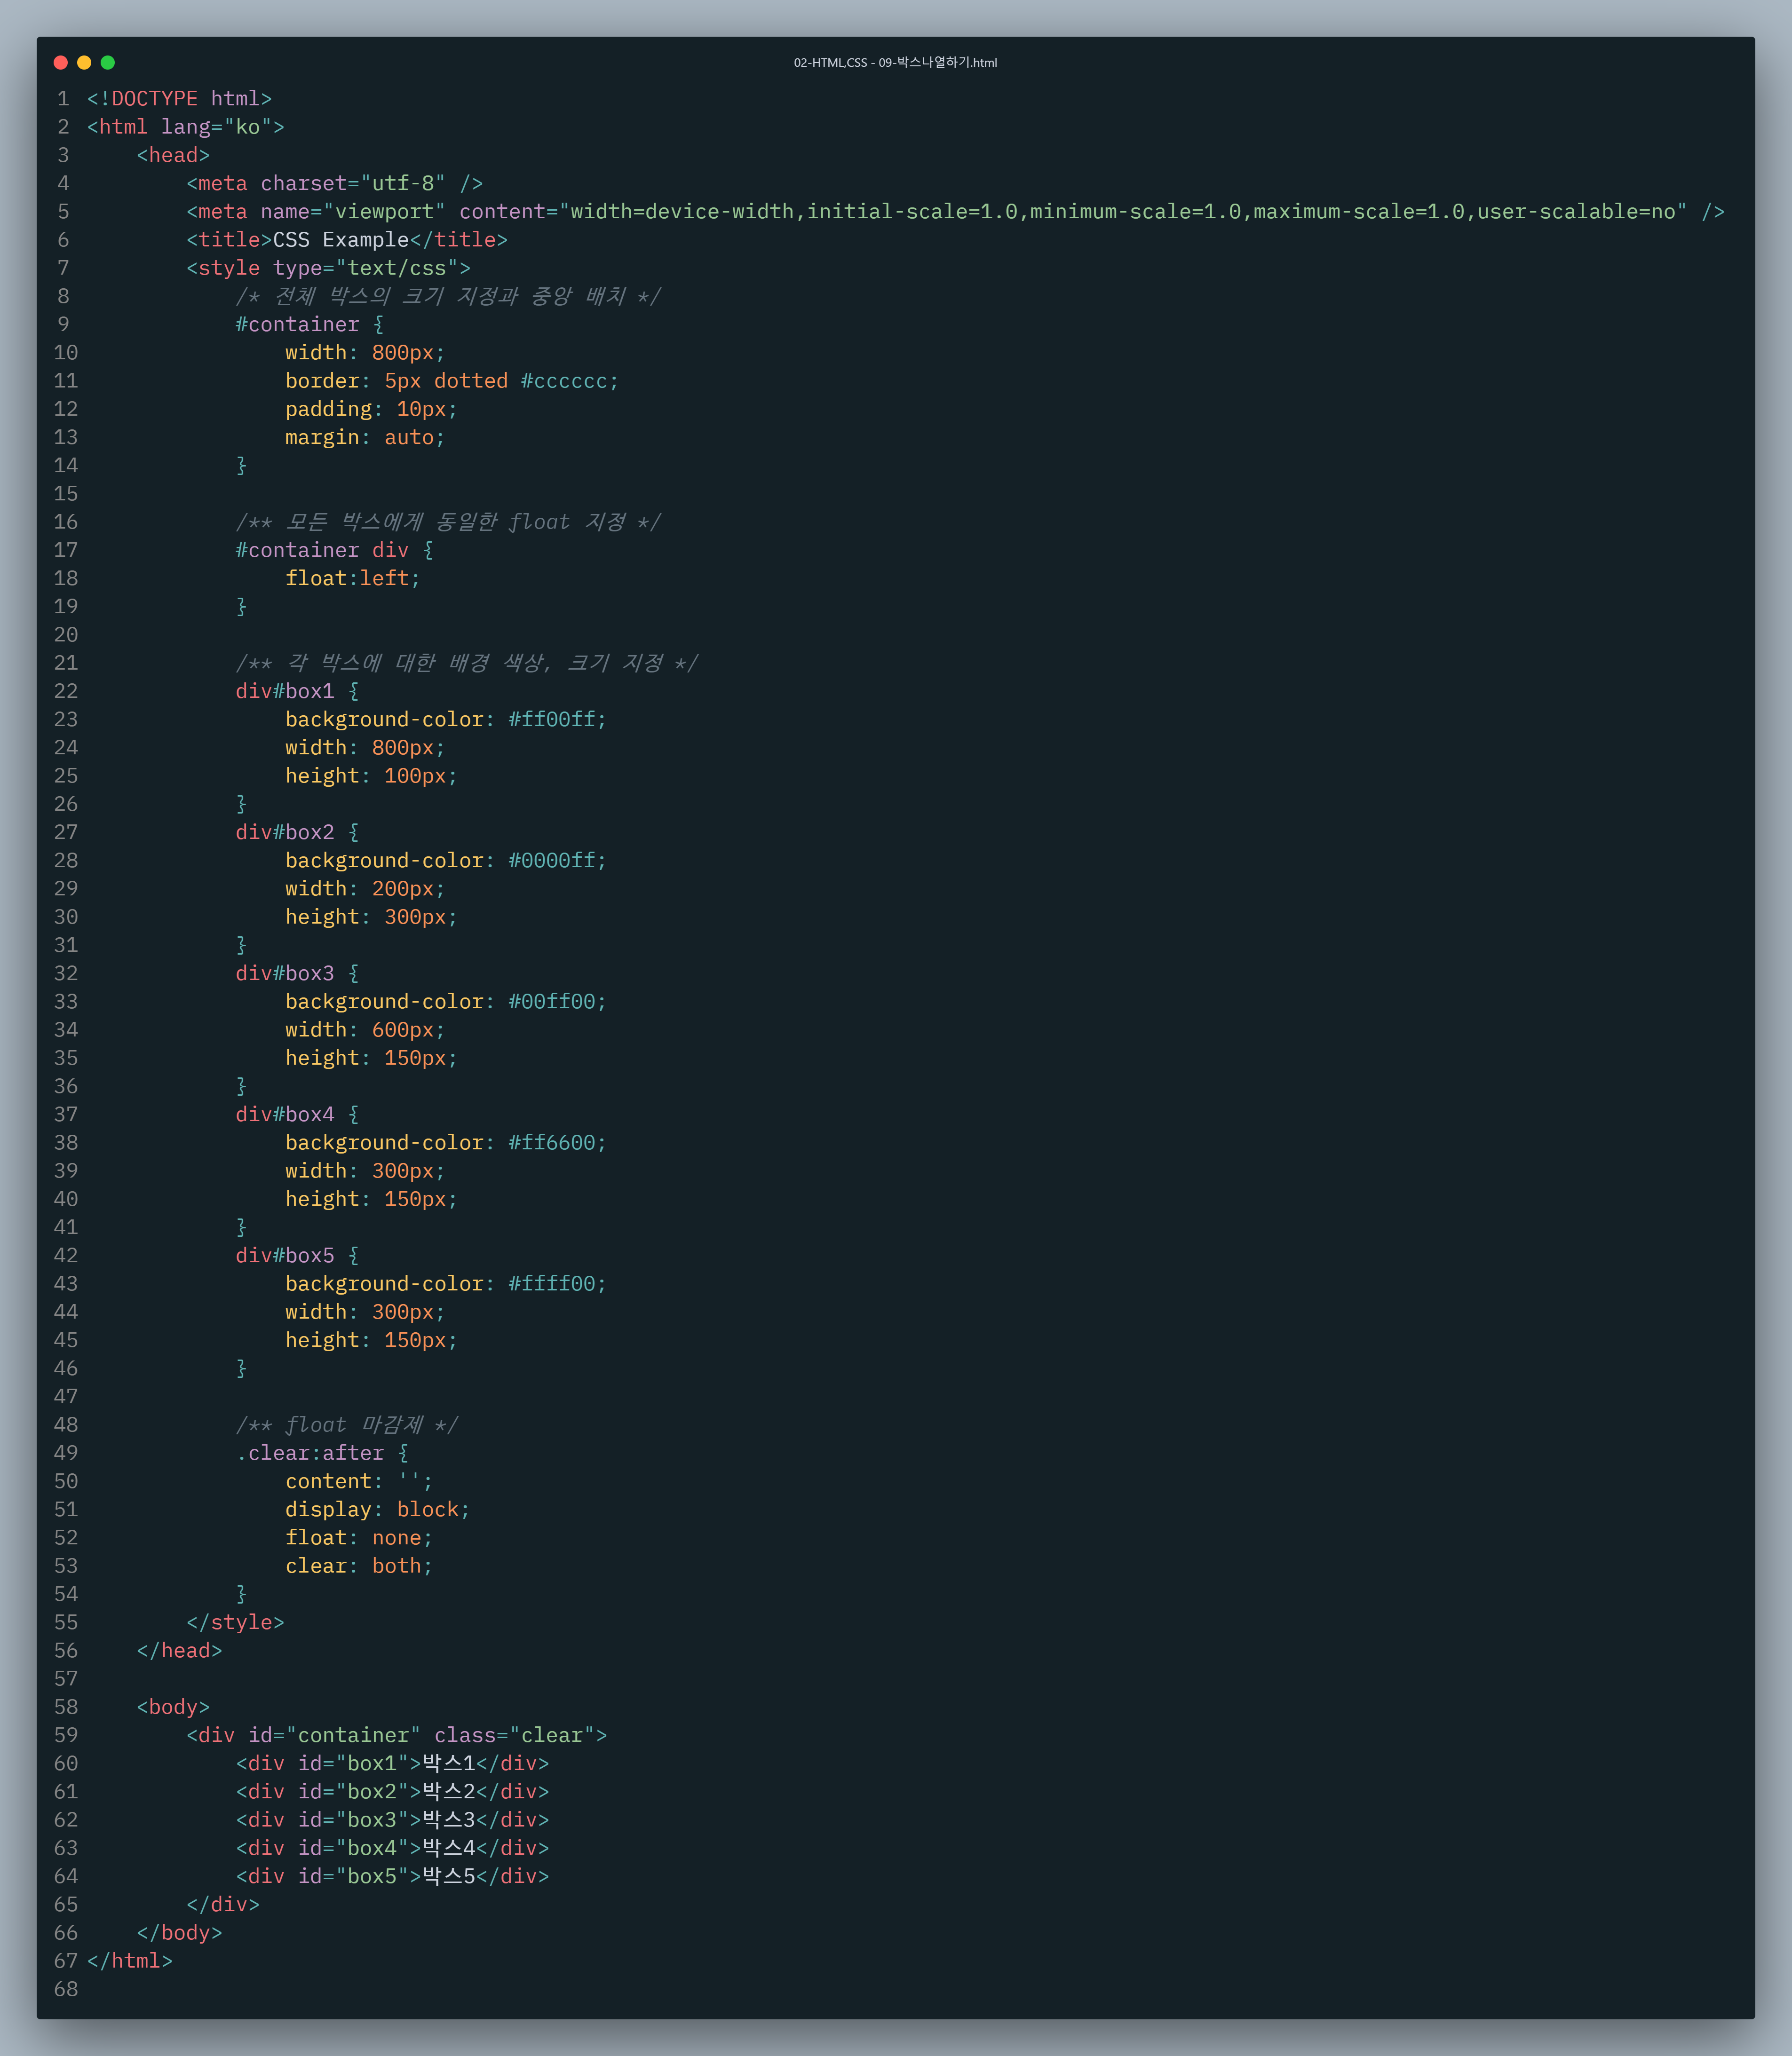 02-HTML,CSS - 09-박스나열하기.html
1 <!DOCTYPE html>
2 <html lang="ko">
3     <head>
4         <meta charset="utf-8" />
5         <meta name="viewport" content="width=device-width,initial-scale=1.0,minimum-scale=1.0,maximum-scale=1.0,user-scalable=no" />
6         <title>CSS Example</title>
7         <style type="text/css">
8             /* 전체 박스의 크기 지정과 중앙 배치 */
9             #container {
10                 width: 800px;
11                 border: 5px dotted #cccccc;
12                 padding: 10px;
13                 margin: auto;
14             }
15
16             /** 모든 박스에게 동일한 float 지정 */
17             #container div {
18                 float:left;
19             }
20
21             /** 각 박스에 대한 배경 색상, 크기 지정 */
22             div#box1 {
23                 background-color: #ff00ff;
24                 width: 800px;
25                 height: 100px;
26             }
27             div#box2 {
28                 background-color: #0000ff;
29                 width: 200px;
30                 height: 300px;
31             }
32             div#box3 {
33                 background-color: #00ff00;
34                 width: 600px;
35                 height: 150px;
36             }
37             div#box4 {
38                 background-color: #ff6600;
39                 width: 300px;
40                 height: 150px;
41             }
42             div#box5 {
43                 background-color: #ffff00;
44                 width: 300px;
45                 height: 150px;
46             }
47
48             /** float 마감제 */
49             .clear:after {
50                 content: '';
51                 display: block;
52                 float: none;
53                 clear: both;
54             }
55         </style>
56     </head>
57
58     <body>
59         <div id="container" class="clear">
60             <div id="box1">박스1</div>
61             <div id="box2">박스2</div>
62             <div id="box3">박스3</div>
63             <div id="box4">박스4</div>
64             <div id="box5">박스5</div>
65         </div>
66     </body>
67 </html>
68